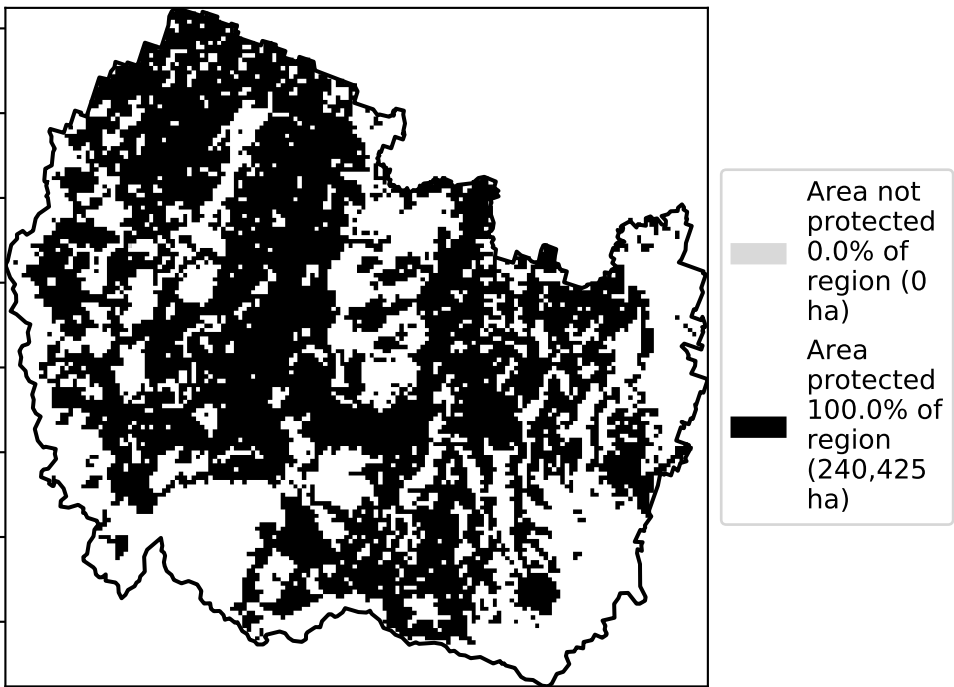 Area not
protected
0.0% of
region (0
ha)
Area
protected
100.0% of
region
(240,425
ha)